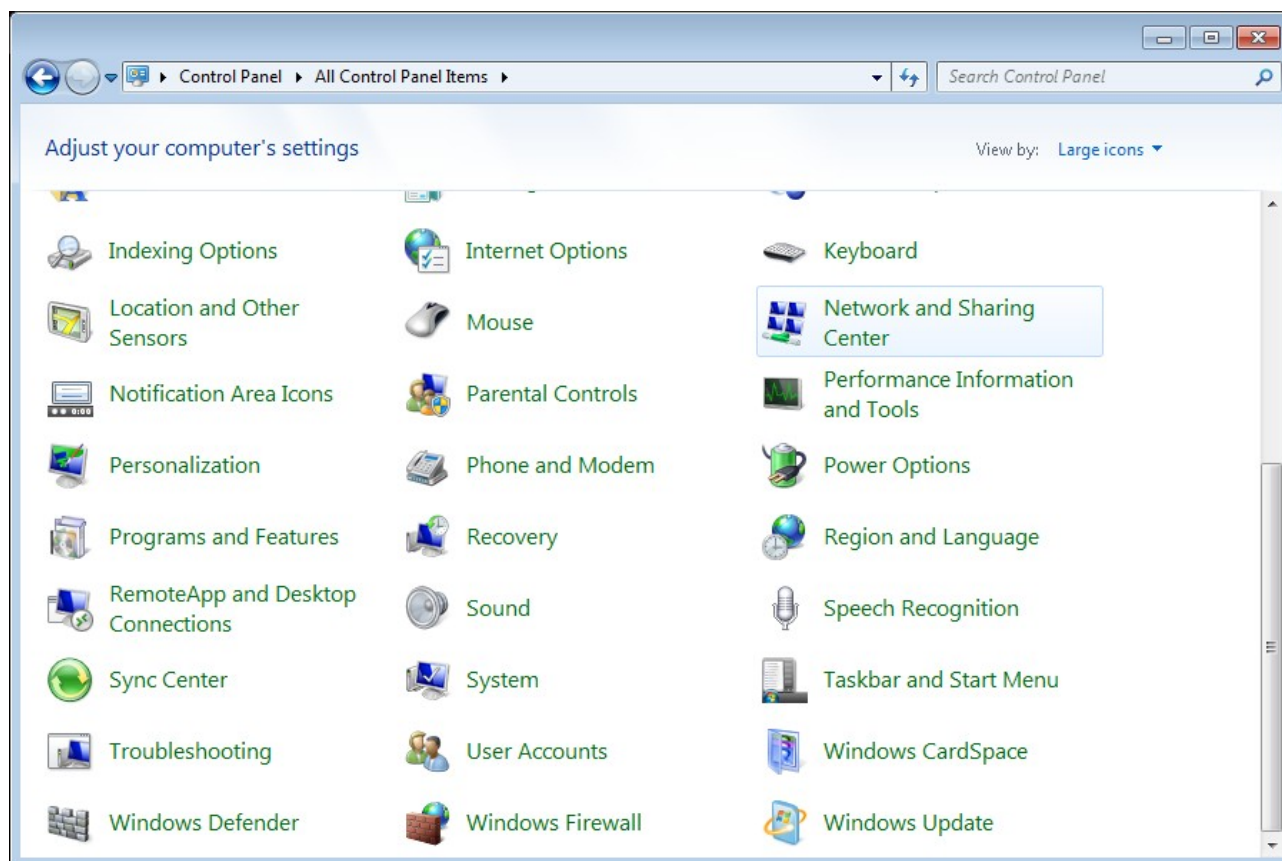 Control Panel
All Control Panel Items
Search Control Panel
Adjust your computer's settings
View by: Large icons
Indexing Options
Internet Options
Keyboard
Location and Other
Sensors
Mouse
Network and Sharing
Center
Notification Area Icons
Parental Controls
Performance Information
and Tools
Personalization
Phone and Modem
Power Options
Programs and Features
Recovery
Region and Language
RemoteApp and Desktop
Connections
Sound
Speech Recognition
Sync Center
System
Taskbar and Start Menu
Troubleshooting
User Accounts
Windows CardSpace
Windows Defender
Windows Firewall
Windows Update